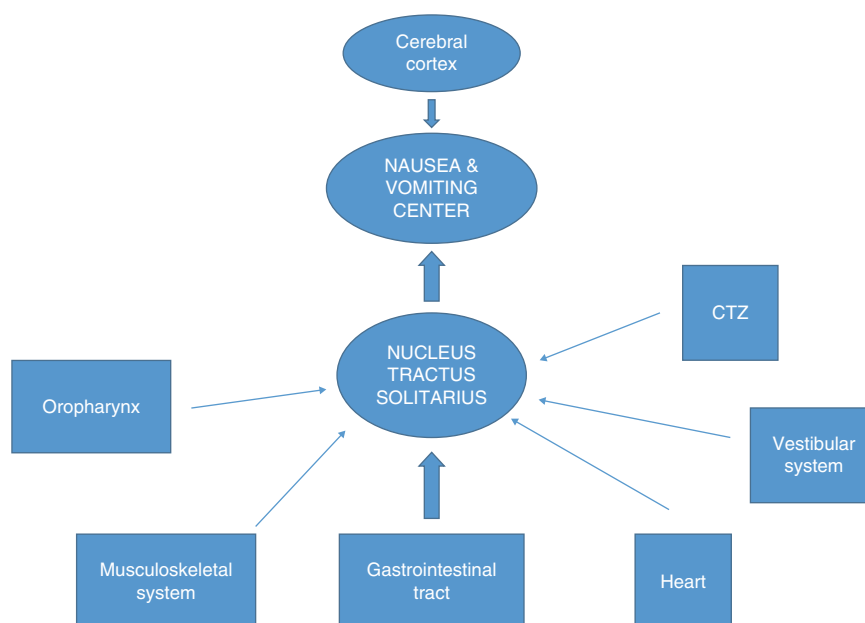 Cerebral
cortex
NAUSEA &
VOMITING
CENTER
CTZ
NUCLEUS
TRACTUS
SOLITARIUS
Oropharynx
Vestibular
system
Musculoskeletal
system
Gastrointestinal
tract
Heart